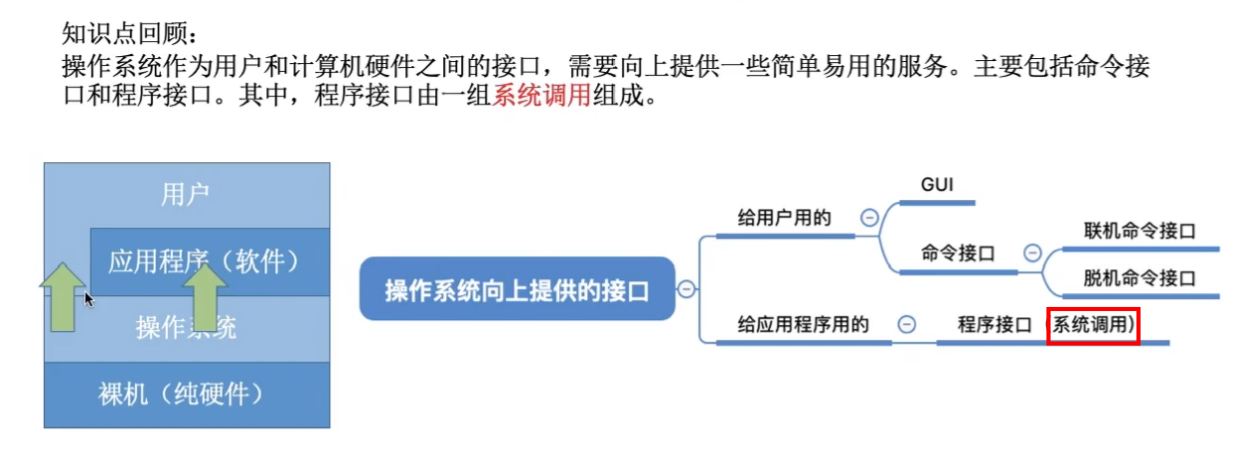 知识点回顾：
操作系统作为用户和计算机硬件之间的接口，需要向上提供一些简单易用的服务。主要包括命令接
口和程序接口。其中，程序接口由一组系统调用组成。
用户
应用程序（软件）
操作系统
裸机（纯硬件）
操作系统向上提供的接口
给用户用的
GUI
命令接口
联机命令接口
脱机命令接口
给应用程序用的
程序接口（系统调用）